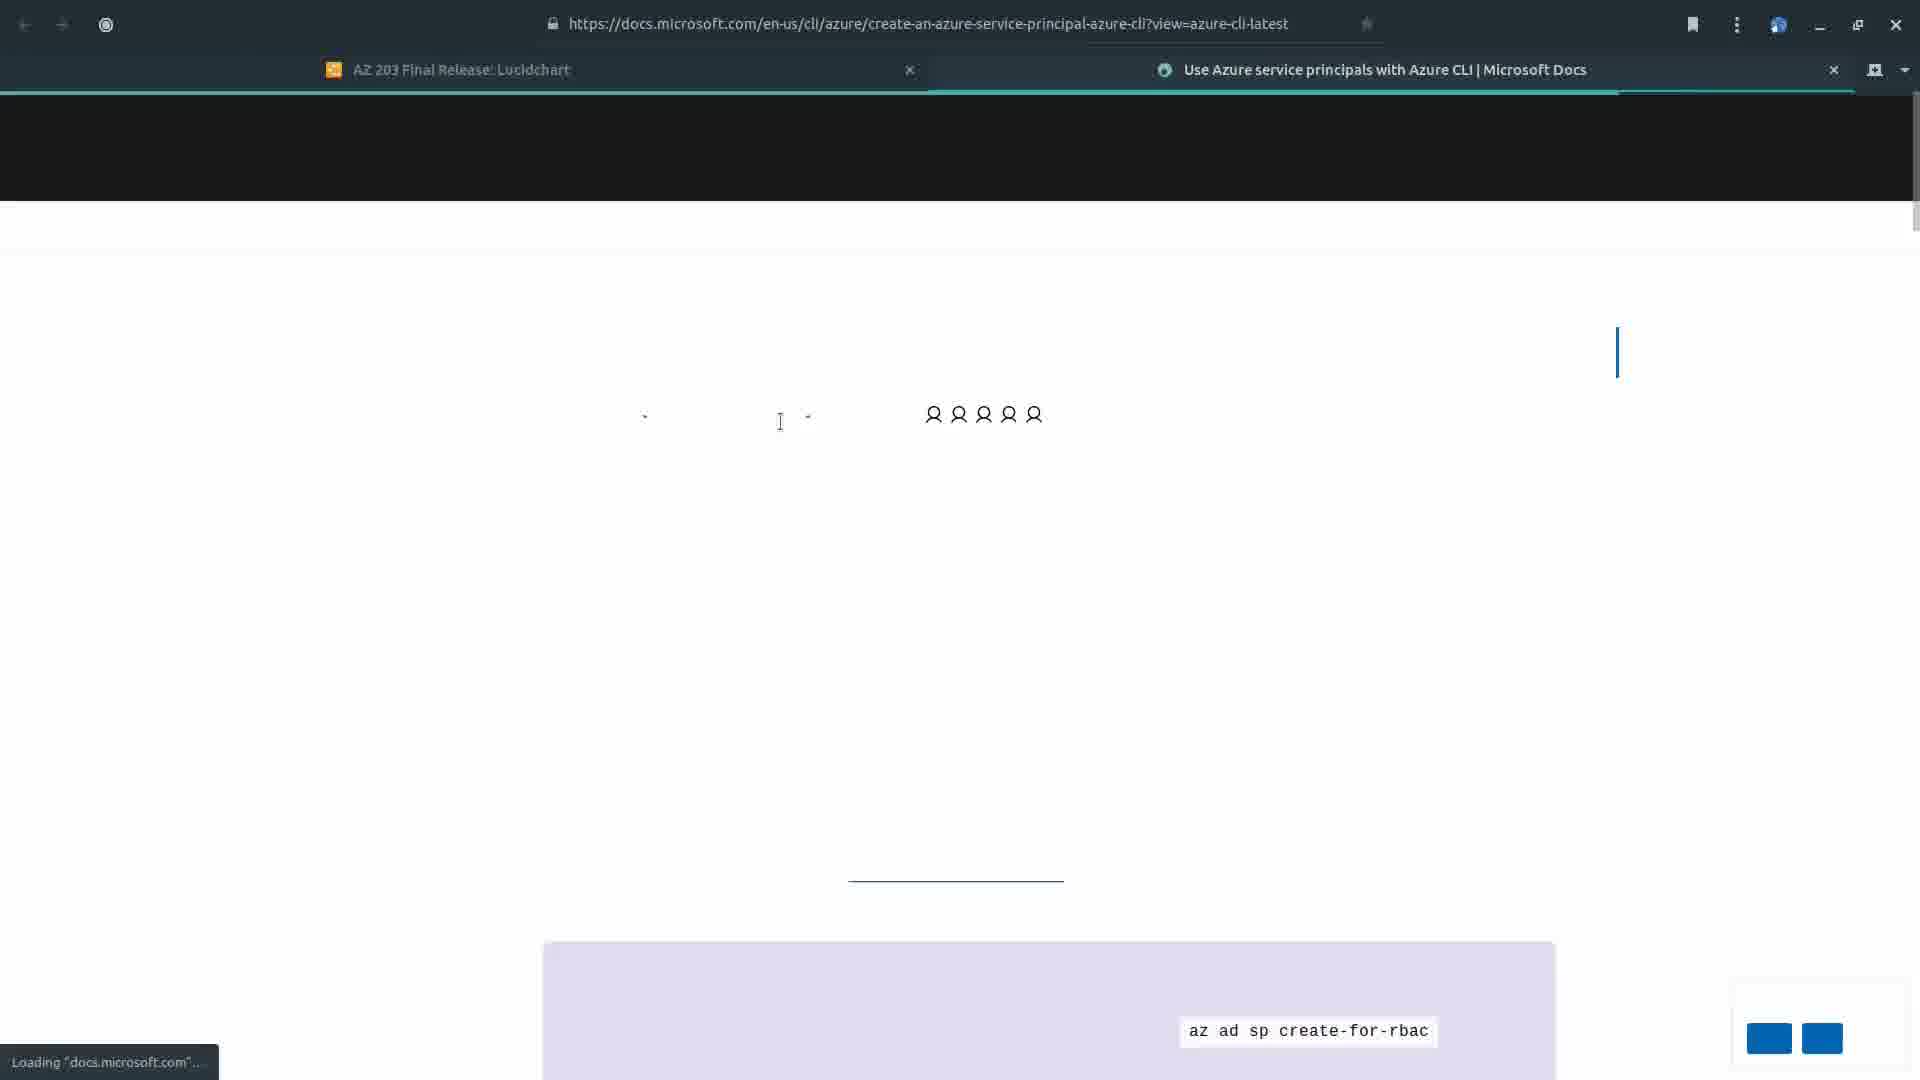 https://docs.microsoft.com/en-us/cli/azure/create-an-azure-service-principal-azure-cli?view=azure-cli-latest
AZ 203 Final Release: Lucidchart
Use Azure service principals with Azure CLI | Microsoft Docs
az ad sp create-for-rbac
Loading "docs.microsoft.com"...